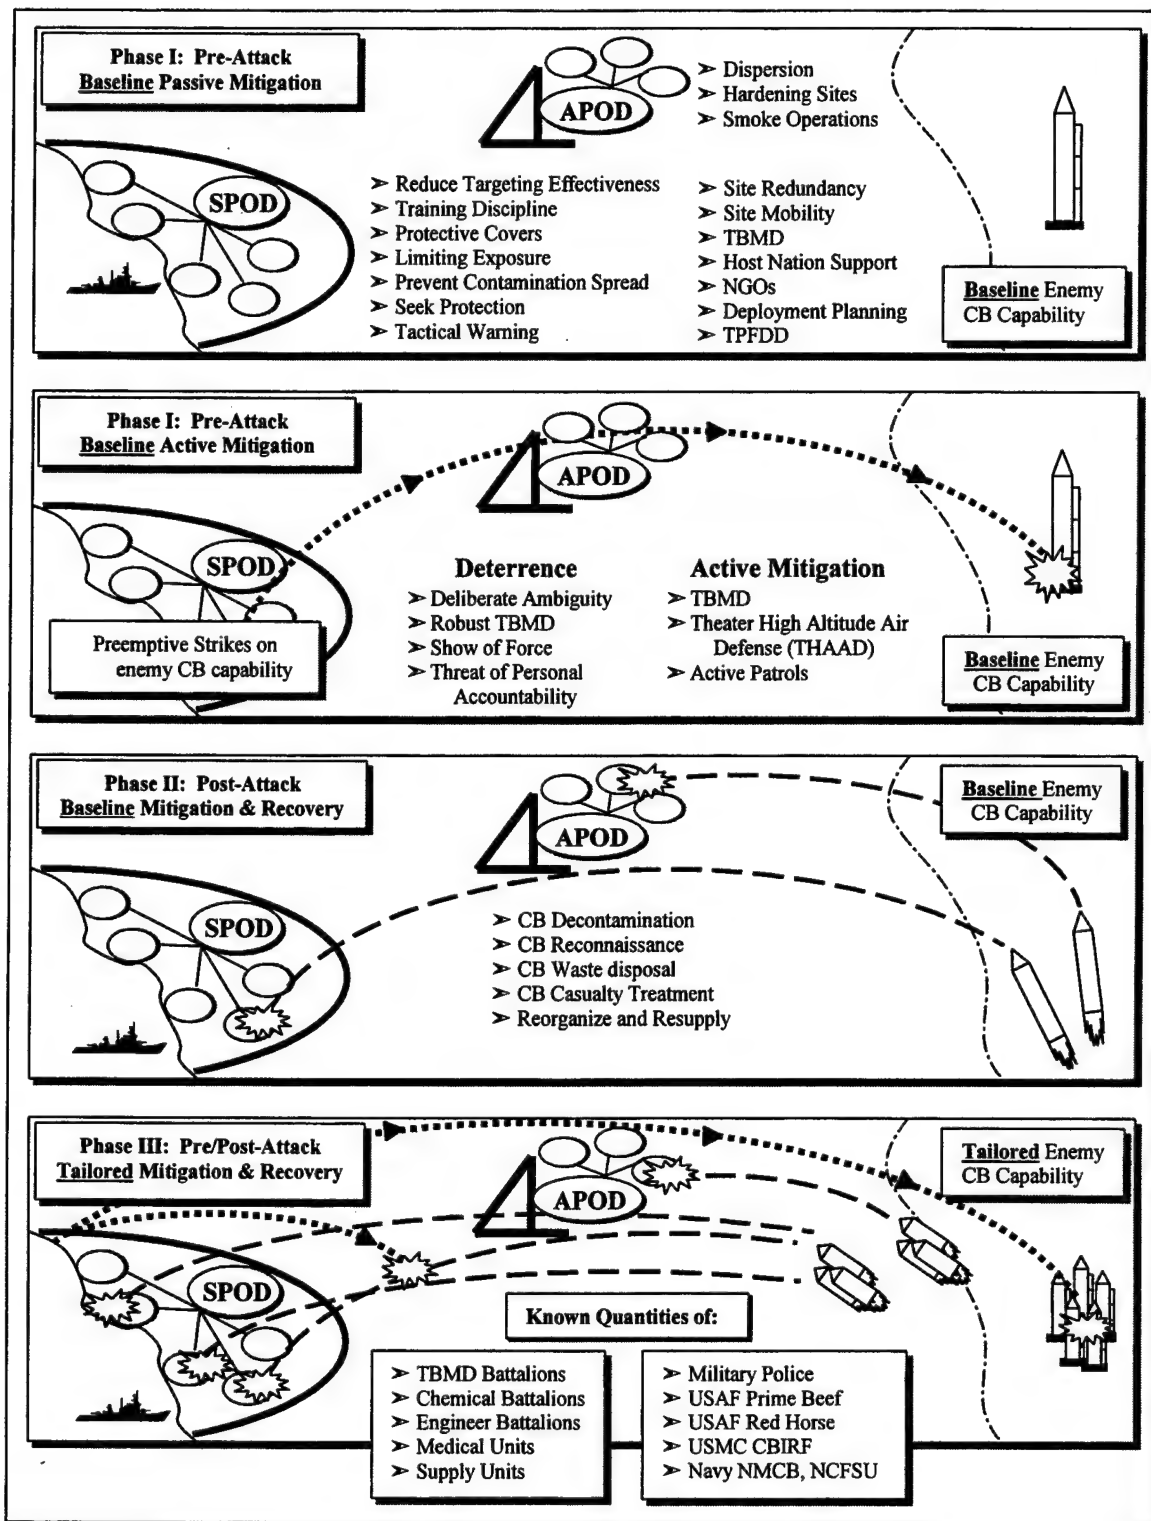 Phase I: Pre-Attack
Baseline Passive Mitigation
APOD
➢ Dispersion
➢ Hardening Sites
➢ Smoke Operations
SPOD
➢ Reduce Targeting Effectiveness
➢ Training Discipline
➢ Protective Covers
➢ Limiting Exposure
➢ Prevent Contamination Spread
➢ Seek Protection
➢ Tactical Warning
➢ Site Redundancy
➢ Site Mobility
➢ TBMD
➢ Host Nation Support
➢ NGOs
➢ Deployment Planning
➢ TPFDD
Baseline Enemy
CB Capability
Phase I: Pre-Attack
Baseline Active Mitigation
APOD
SPOD
Preemptive Strikes on
enemy CB capability
Deterrence
➢ Deliberate Ambiguity
➢ Robust TBMD
➢ Show of Force
➢ Threat of Personal
Accountability
Active Mitigation
➢ TBMD
➢ Theater High Altitude Air
Defense (THAAD)
➢ Active Patrols
Baseline Enemy
CB Capability
Phase II: Post-Attack
Baseline Mitigation & Recovery
APOD
Baseline Enemy
CB Capability
SPOD
➢ CB Decontamination
➢ CB Reconnaissance
➢ CB Waste disposal
➢ CB Casualty Treatment
➢ Reorganize and Resupply
Phase III: Pre/Post-Attack
Tailored Mitigation & Recovery
APOD
Tailored Enemy
CB Capability
SPOD
Known Quantities of:
➢ TBMD Battalions
➢ Chemical Battalions
➢ Engineer Battalions
➢ Medical Units
➢ Supply Units
➢ Military Police
➢ USAF Prime Beef
➢ USAF Red Horse
➢ USMC CBIRF
➢ Navy NMCB, NCFSU